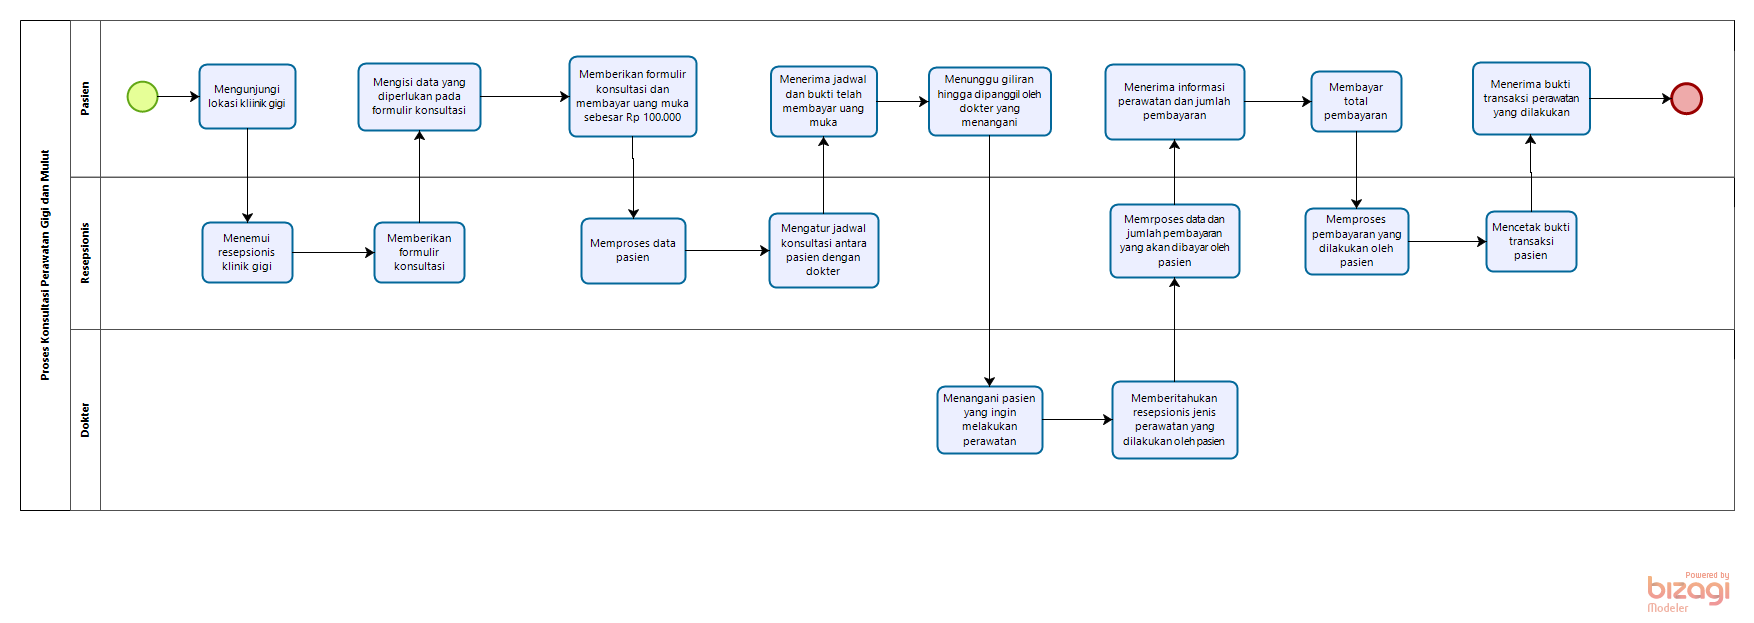 Proses Konsultasi Perawatan Gigi dan Mulut
Pasien
Mengunjungi
lokasi kliinik gigi
Mengisi data yang
diperlukan pada
formulir konsultasi
Memberikan formulir
konsultasi dan
membayar uang muka
sebesar Rp 100.000
Menerima jadwal
dan bukti telah
membayar uang
muka
Menunggu giliran
hingga dipanggil oleh
dokter yang
menangani
Menerima informasi
perawatan dan jumlah
pembayaran
Membayar
total
pembayaran
Menerima bukti
transaksi perawatan
yang dilakukan
Resepsionis
Menemui
resepsionis
klinik gigi
Memberikan
formulir
konsultasi
Memproses data
pasien
Mengatur jadwal
konsultasi antara
pasien dengan
dokter
Memrposes data dan
jumlah pembayaran
yang akan dibayar oleh
pasien
Memproses
pembayaran yang
dilakukan oleh
pasien
Mencetak bukti
transaksi
pasien
Dokter
Menangani pasien
yang ingin
melakukan
perawatan
Memberitahukan
resepsionis jenis
perawatan yang
dilakukan oleh pasien
Powered by
bizagi
Modeler